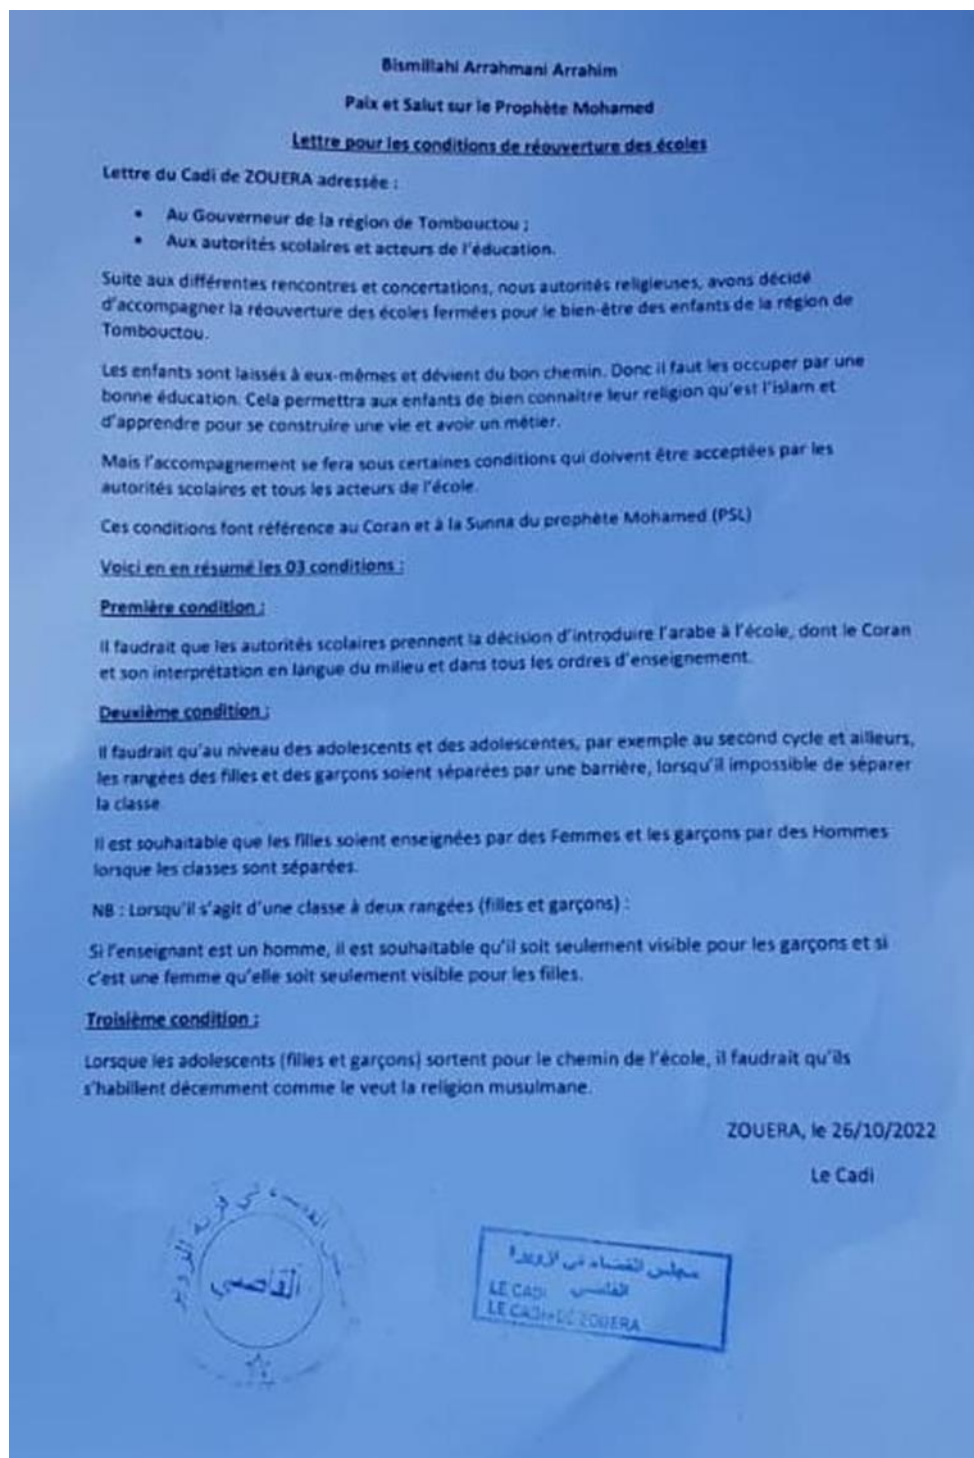 Bismillahi Arrahmani Arrahim
Paix et Salut sur le Prophète Mohamed
Lettre pour les conditions de réouverture des écoles
Lettre du Cadi de ZOUERA adressée :
• Au Gouverneur de la région de Tombouctou ;
• Aux autorités scolaires et acteurs de l'éducation.
Suite aux différentes rencontres et concertations, nous autorités religieuses, avons décidé
d'accompagner la réouverture des écoles fermées pour le bien-être des enfants de la région de
Tombouctou.
Les enfants sont laissés à eux-mêmes et dévient du bon chemin. Donc il faut les occuper par une
bonne éducation. Cela permettra aux enfants de bien connaitre leur religion qu'est l'islam et
d'apprendre pour se construire une vie et avoir un métier.
Mais l'accompagnement se fera sous certaines conditions qui doivent être acceptées par les
autorités scolaires et tous les acteurs de l'école.
Ces conditions font référence au Coran et à la Sunna du prophète Mohamed (PSL)
Voici en en résumé les 03 conditions :
Première condition :
Il faudrait que les autorités scolaires prennent la décision d'introduire l'arabe à l'école, dont le Coran
et son interprétation en langue du milieu et dans tous les ordres d'enseignement.
Deuxième condition :
Il faudrait qu'au niveau des adolescents et des adolescentes, par exemple au second cycle et ailleurs,
les rangées des filles et des garçons soient séparées par une barrière, lorsqu'il impossible de séparer
la classe.
Il est souhaitable que les filles soient enseignées par des Femmes et les garçons par des Hommes
lorsque les classes sont séparées.
NB : Lorsqu'il s'agit d'une classe à deux rangées (filles et garçons) :
Si l'enseignant est un homme, il est souhaitable qu'il soit seulement visible pour les garçons et si
c'est une femme qu'elle soit seulement visible pour les filles.
Troisième condition :
Lorsque les adolescents (filles et garçons) sortent pour le chemin de l'école, il faudrait qu'ils
s'habillent décemment comme le veut la religion musulmane.
ZOUERA, le 26/10/2022
Le Cadi
القاضي
مجلس القضاء في ازويرا
القاضي
LE CADI
LE CADI DE ZOUERA